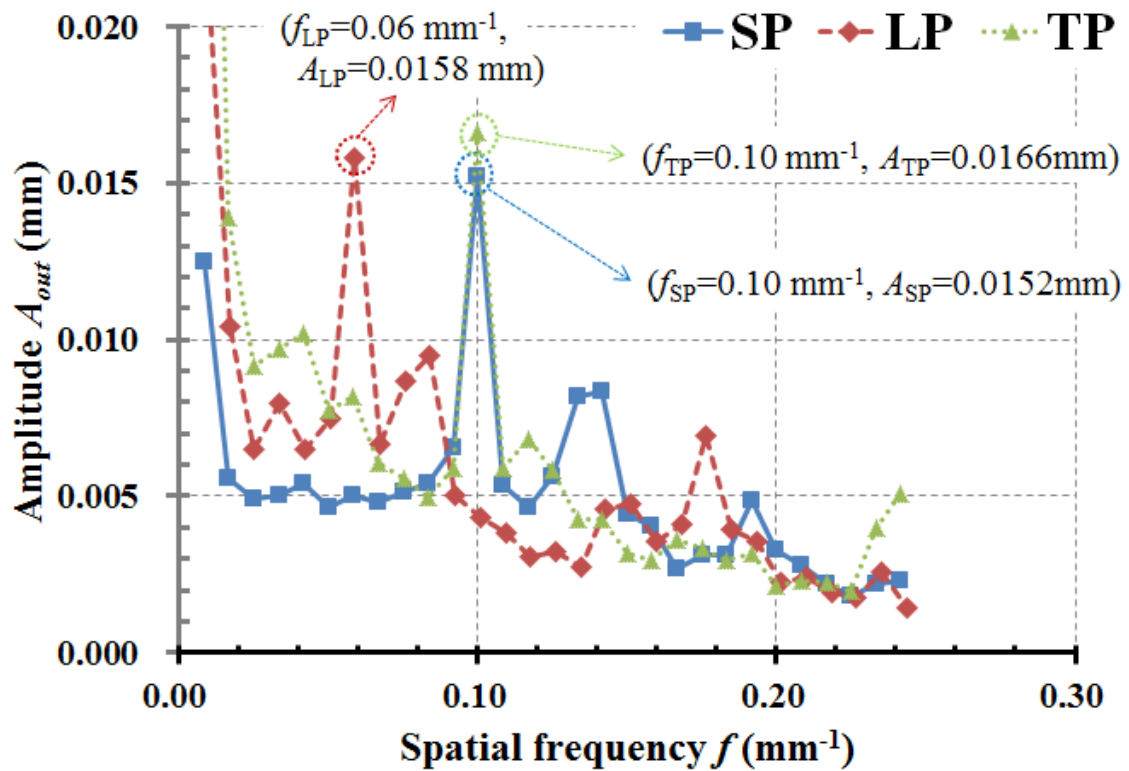 0.020
(fLP=0.06 mm-1,
ALP=0.0158 mm)
SP LP TP
(fTP=0.10 mm-1, ATP=0.0166mm)
0.015
(fSP=0.10 mm-1, ASP=0.0152mm)
0.010
0.005
0.000
Amplitude Aout (mm)
0.00 0.10 0.20 0.30
Spatial frequency f (mm-1)